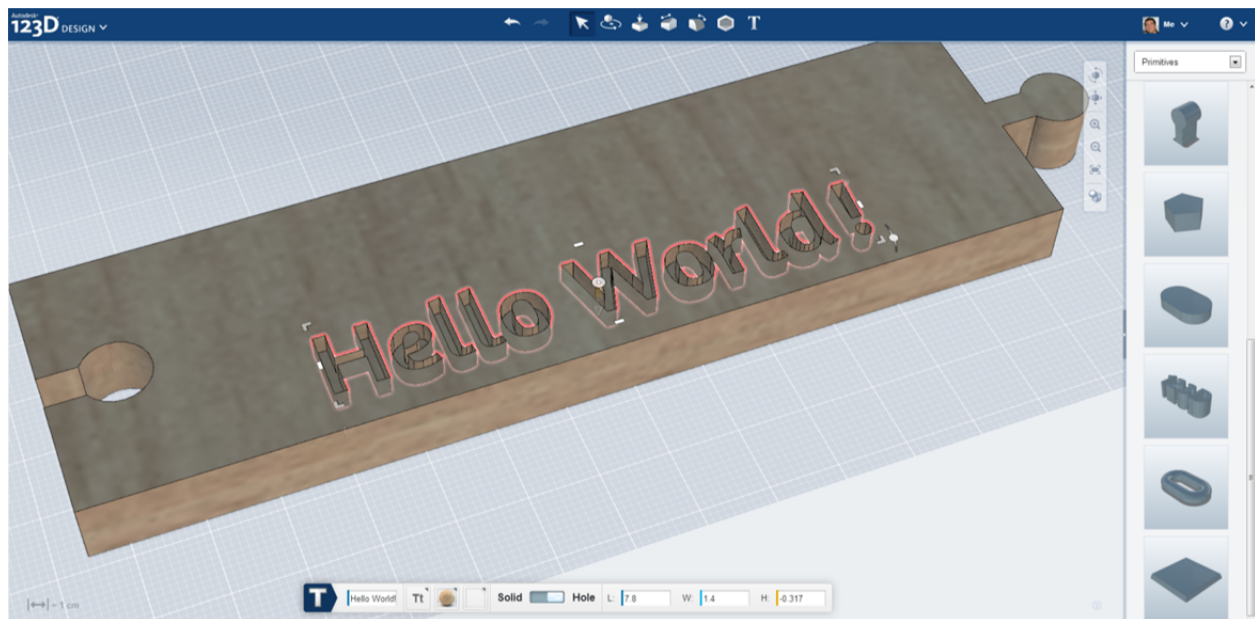 Autodesk®
123D DESIGN
T
Me
?
Primitives
Hello World!
~ 1 cm
T Hello World! Tt Solid Hole L: 7.8 W: 1.4 H: -0.317